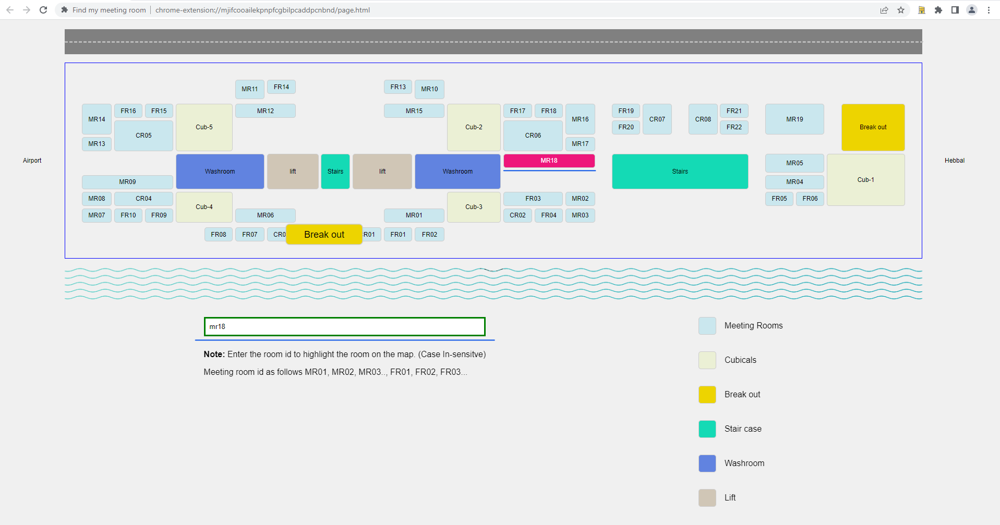 Find my meeting room | chrome-extension://mjifcooailekpnpfcgbilpcaddpcnbnd/page.html
MR11 FR14 FR13 MR10
MR14 FR16 FR15 Cub-5 MR12 MR15 Cub-2 FR17 FR18 MR16 FR19 CR07 CR08 FR21 MR19 Break out
CR05 CR06 FR20 FR22
MR13 MR17
Airport MR18 Hebbal
Washroom lift Stairs lift Washroom Stairs MR05
MR09 MR04 Cub-1
MR08 CR04 Cub-4 Cub-3 FR03 MR02 FR05 FR06
MR07 FR10 FR09 MR06 MR01 CR02 FR04 MR03
FR08 FR07 CR0 Break out R01 FR01 FR02
mr18
Note: Enter the room id to highlight the room on the map. (Case In-sensitve)
Meeting room id as follows MR01, MR02, MR03.., FR01, FR02, FR03...
Meeting Rooms
Cubicals
Break out
Stair case
Washroom
Lift